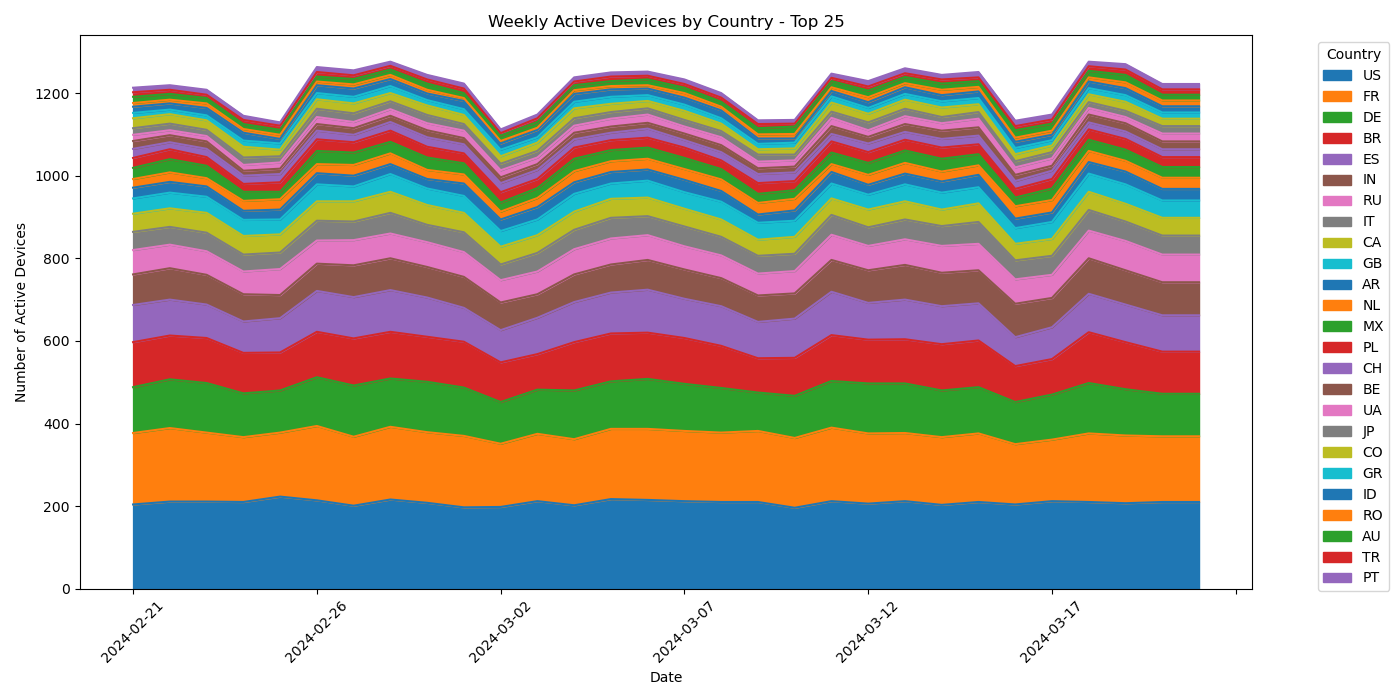 Weekly Active Devices by Country - Top 25
Number of Active Devices
1200
1000
800
600
400
200
0
2024-02-21
2024-02-26
2024-03-02
2024-03-07
2024-03-12
2024-03-17
Date
Country
US
FR
DE
BR
ES
IN
RU
IT
CA
GB
AR
NL
MX
PL
CH
BE
UA
JP
CO
GR
ID
RO
AU
TR
PT